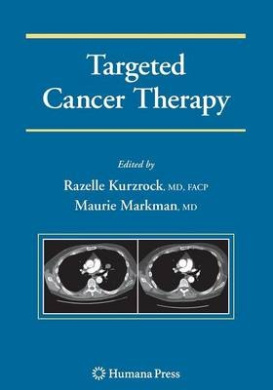 Targeted
Cancer Therapy
Edited by
Razelle Kurzrock, MD, FACP
Maurie Markman, MD
Humana Press